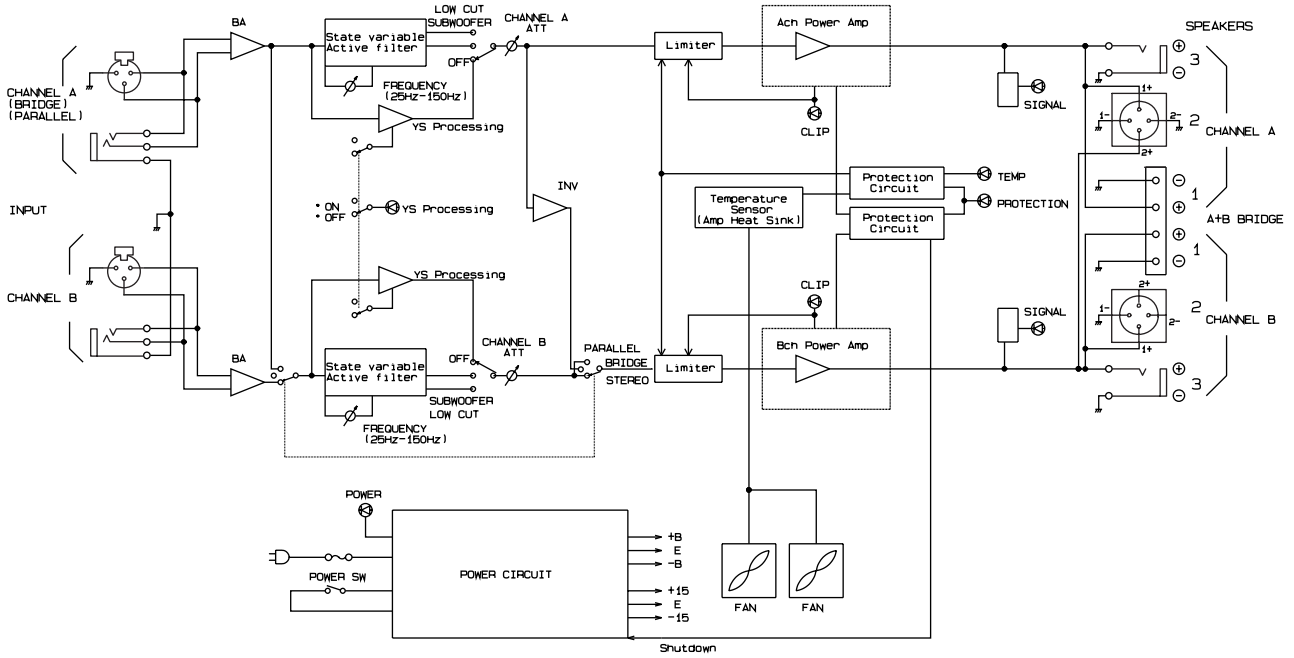 LOW CUT
SUBWOOFER
CHANNEL A
ATT
BA
State variable
Active filter
OFF
FREQUENCY
(25Hz-150Hz)
YS Processing
Limiter
Ach Power Amp
CLIP
SIGNAL
SPEAKERS
3
1+
1-
2-
2+
2
CHANNEL A
CHANNEL A
(BRIDGE)
(PARALLEL)
INPUT
CHANNEL B
• ON
• OFF
YS Processing
INV
Temperature
Sensor
(Amp Heat Sink)
Protection
Circuit
TEMP
PROTECTION
Protection
Circuit
1
A+B BRIDGE
1
YS Processing
CLIP
SIGNAL
2+
1-
2-
1+
2
CHANNEL B
3
BA
State variable
Active filter
OFF
CHANNEL B
ATT
SUBWOOFER
LOW CUT
FREQUENCY
(25Hz-150Hz)
PARALLEL
BRIDGE
STEREO
Limiter
Bch Power Amp
POWER
POWER SW
POWER CIRCUIT
+B
E
-B
+15
E
-15
Shutdown
FAN
FAN